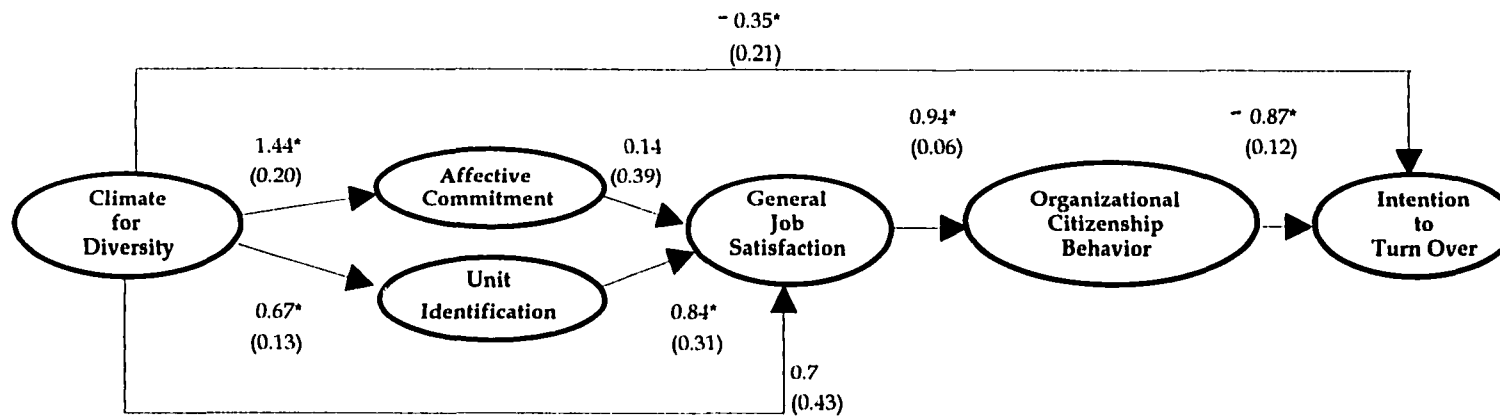 - 0.35*
(0.21)
1.44*
(0.20)
0.14
(0.39)
0.94*
(0.06)
- 0.87*
(0.12)
Climate
for
Diversity
Affective
Commitment
Unit
Identification
General
Job
Satisfaction
Organizational
Citizenship
Behavior
Intention
to
Turn Over
0.67*
(0.13)
0.84*
(0.31)
0.7
(0.43)